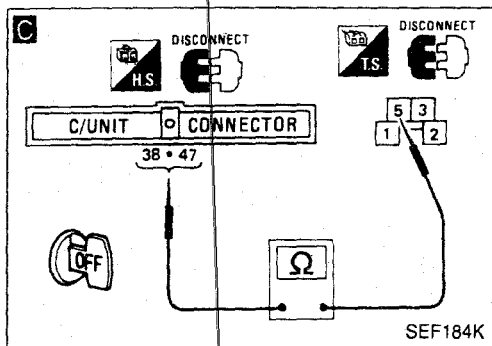 C
DISCONNECT
H.S.
DISCONNECT
T.S.
C/UNIT CONNECTOR
38 • 47
5 3
1 2
OFF
Ω
SEF184K